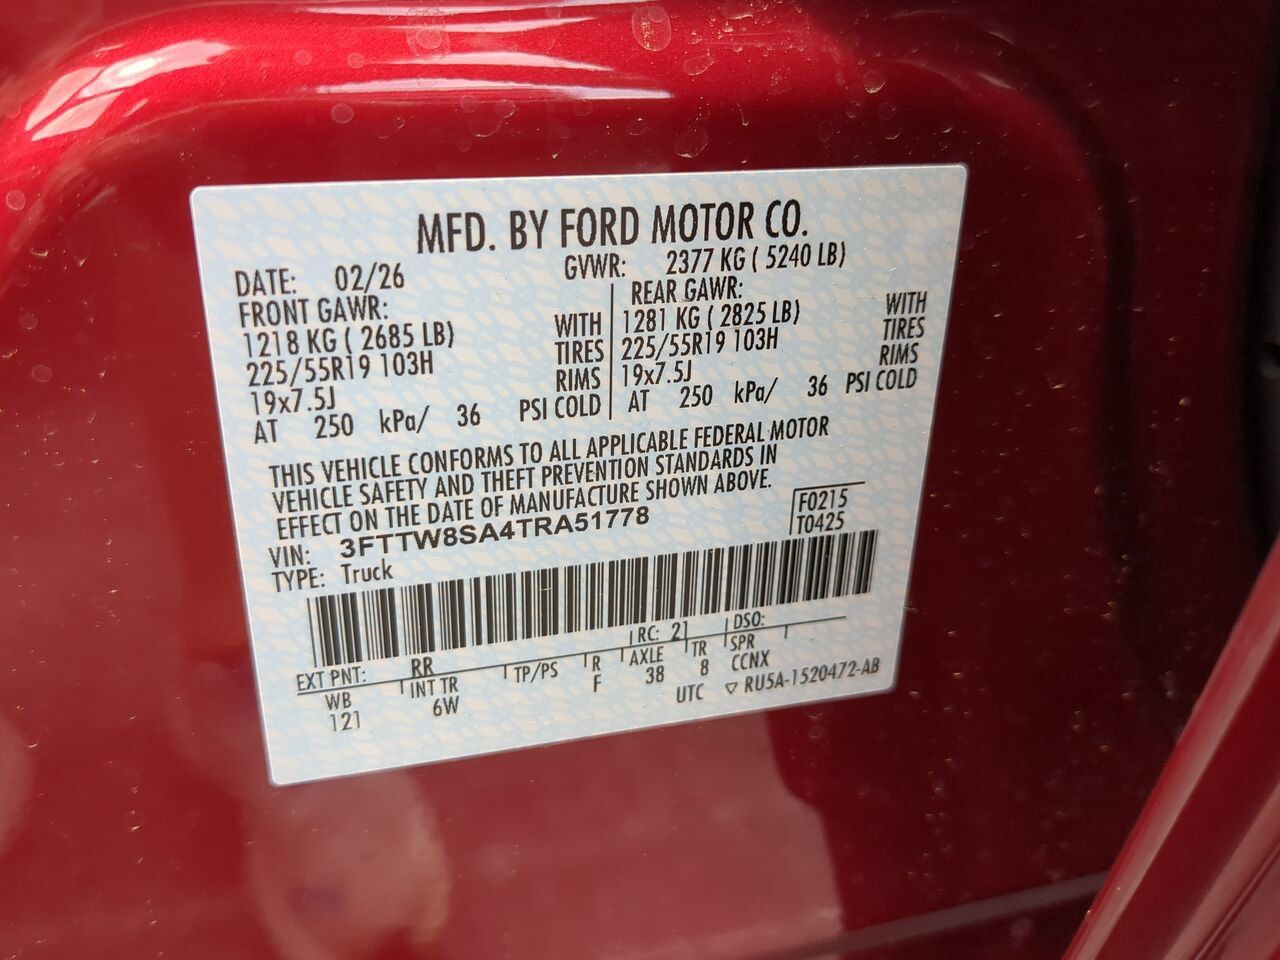 MFD. BY FORD MOTOR CO.
DATE: 02/26 GVWR: 2377 KG ( 5240 LB)
FRONT GAWR:
1218 KG ( 2685 LB) WITH
225/55R19 103H TIRES
19x7.5J RIMS
AT 250 kPa/ 36 PSI COLD
REAR GAWR:
1281 KG ( 2825 LB) WITH
225/55R19 103H TIRES
19x7.5J RIMS
AT 250 kPa/ 36 PSI COLD
THIS VEHICLE CONFORMS TO ALL APPLICABLE FEDERAL MOTOR
VEHICLE SAFETY AND THEFT PREVENTION STANDARDS IN
EFFECT ON THE DATE OF MANUFACTURE SHOWN ABOVE.
VIN: 3FTTW8SA4TRA51778
TYPE: Truck
F0215
T0425
EXT PNT: RR RC: 21 DSO:
WB INT TR TP/PS R AXLE TR SPR
121 6W F 38 8 CCNX
UTC ▽ RU5A-1520472-AB